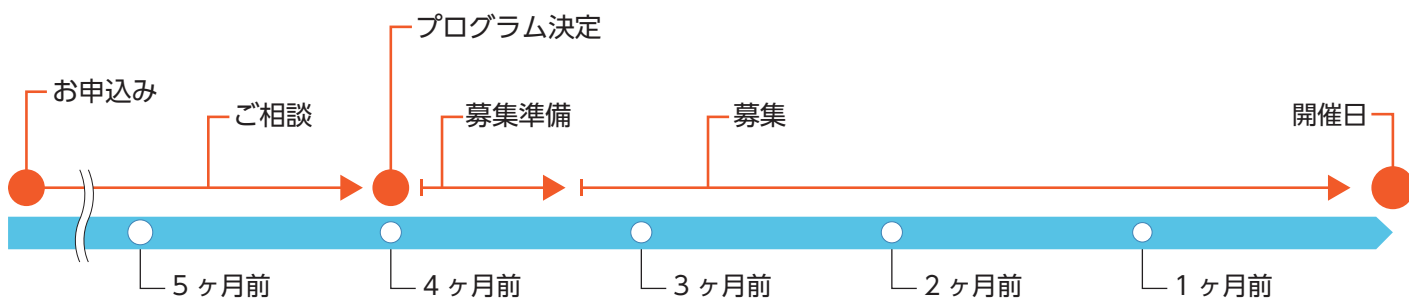 プログラム決定
お申込み
ご相談
募集準備
募集
開催日
5 ヶ月前
4 ヶ月前
3 ヶ月前
2 ヶ月前
1 ヶ月前